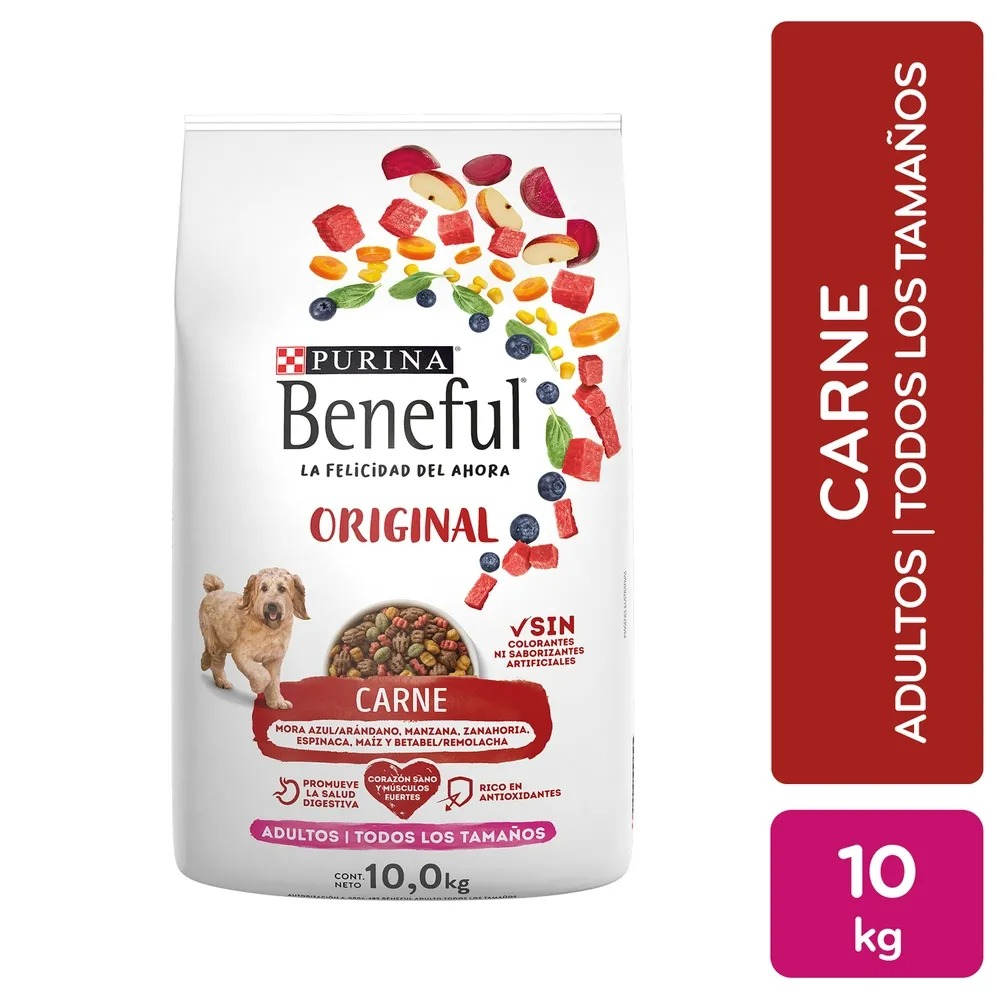 PURINA
Beneful
LA FELICIDAD DEL AHORA
ORIGINAL
✓SIN
COLORANTES
NI SABORIZANTES
ARTIFICIALES
CARNE
MORA AZUL/ARÁNDANO, MANZANA, ZANAHORIA,
ESPINACA, MAÍZ Y BETABEL/REMOLACHA
PROMUEVE
LA SALUD
DIGESTIVA
CORAZÓN SANO
Y MÚSCULOS
FUERTES
RICO EN
ANTIOXIDANTES
ADULTOS | TODOS LOS TAMAÑOS
CONT.
NETO 10,0kg
CARNE
ADULTOS | TODOS LOS TAMAÑOS
10
kg